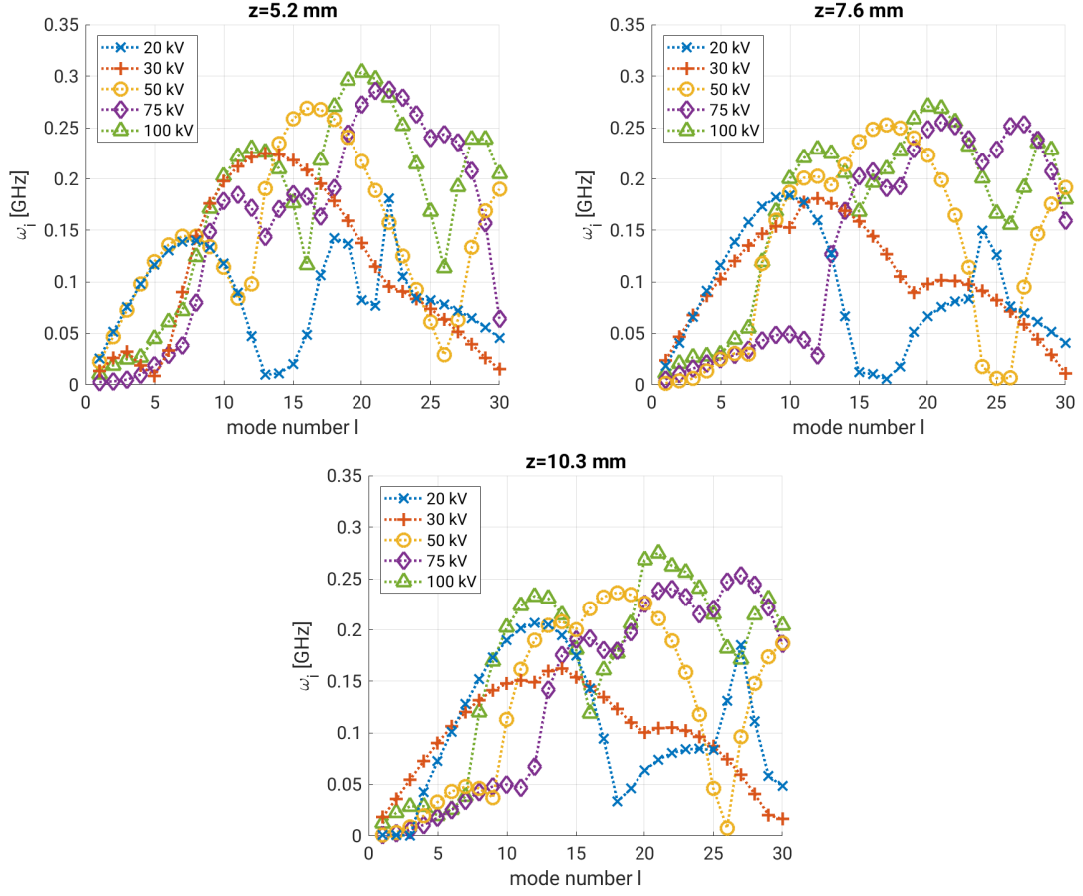 z=5.2 mm
0.35
0.3
0.25
0.2
0.15
0.1
0.05
0
ω_i [GHz]
20 kV
30 kV
50 kV
75 kV
100 kV
0 5 10 15 20 25 30
mode number l
z=7.6 mm
0.35
0.3
0.25
0.2
0.15
0.1
0.05
0
ω_i [GHz]
20 kV
30 kV
50 kV
75 kV
100 kV
0 5 10 15 20 25 30
mode number l
z=10.3 mm
0.35
0.3
0.25
0.2
0.15
0.1
0.05
0
ω_i [GHz]
20 kV
30 kV
50 kV
75 kV
100 kV
0 5 10 15 20 25 30
mode number l